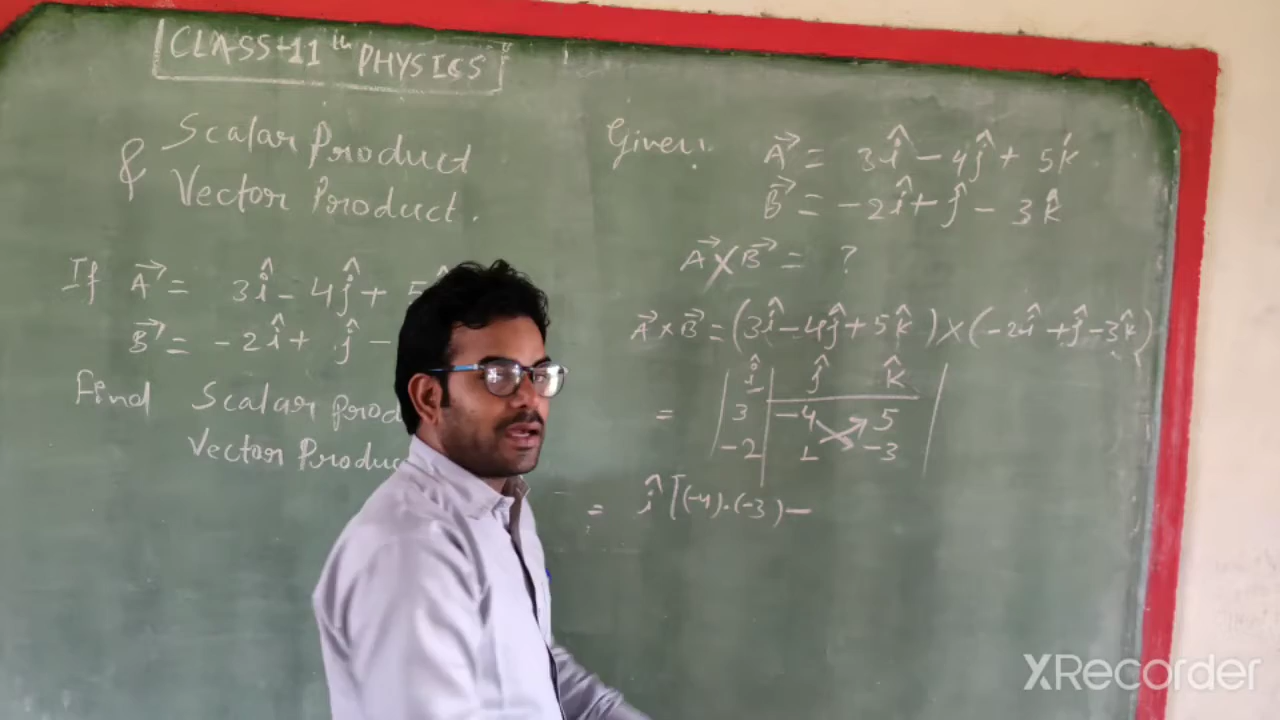 CLASS-11th PHYSICS
Scalar Product
& Vector Product.
If A⃗ = 3î - 4ĵ + 5
B⃗ = -2î + ĵ -
Find Scalar prod
Vector Produc
Given: A⃗ = 3î - 4ĵ + 5k̂
B⃗ = -2î + ĵ - 3k̂
A⃗ X B⃗ = ?
A⃗ X B⃗ = (3î - 4ĵ + 5k̂) X (-2î + ĵ - 3k̂)
| î | ĵ k̂ |
= | 3 | -4 5 |
| -2 | 1 -3 |
= î [(-4).(-3) -
XRecorder